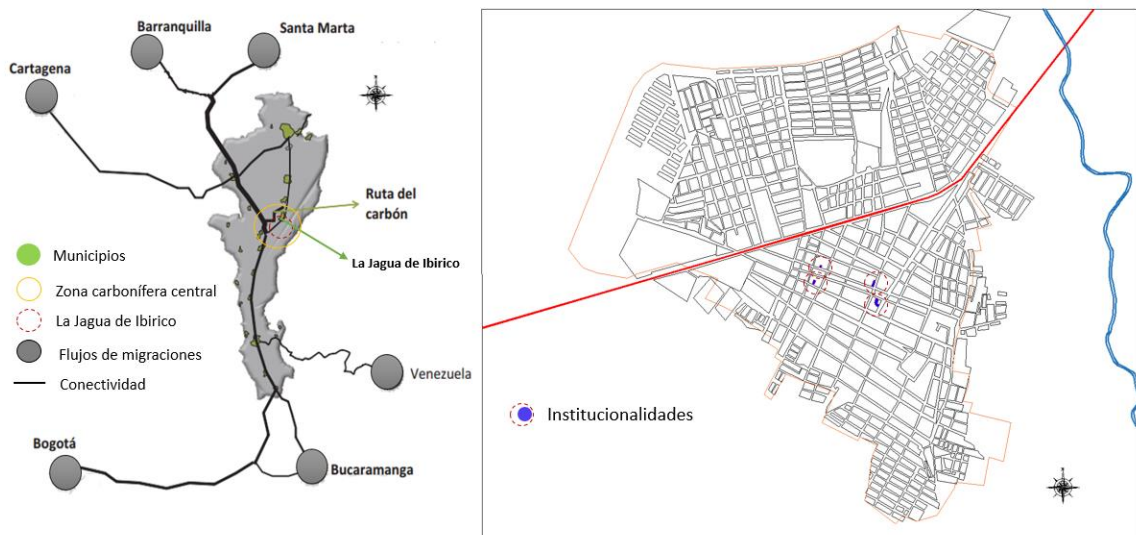 Barranquilla
Santa Marta
Cartagena
Ruta del
carbón
La Jagua de Ibirico
Municipios
Zona carbonífera central
La Jagua de Ibirico
Flujos de migraciones
Conectividad
Venezuela
Bogotá
Bucaramanga
Institucionalidades